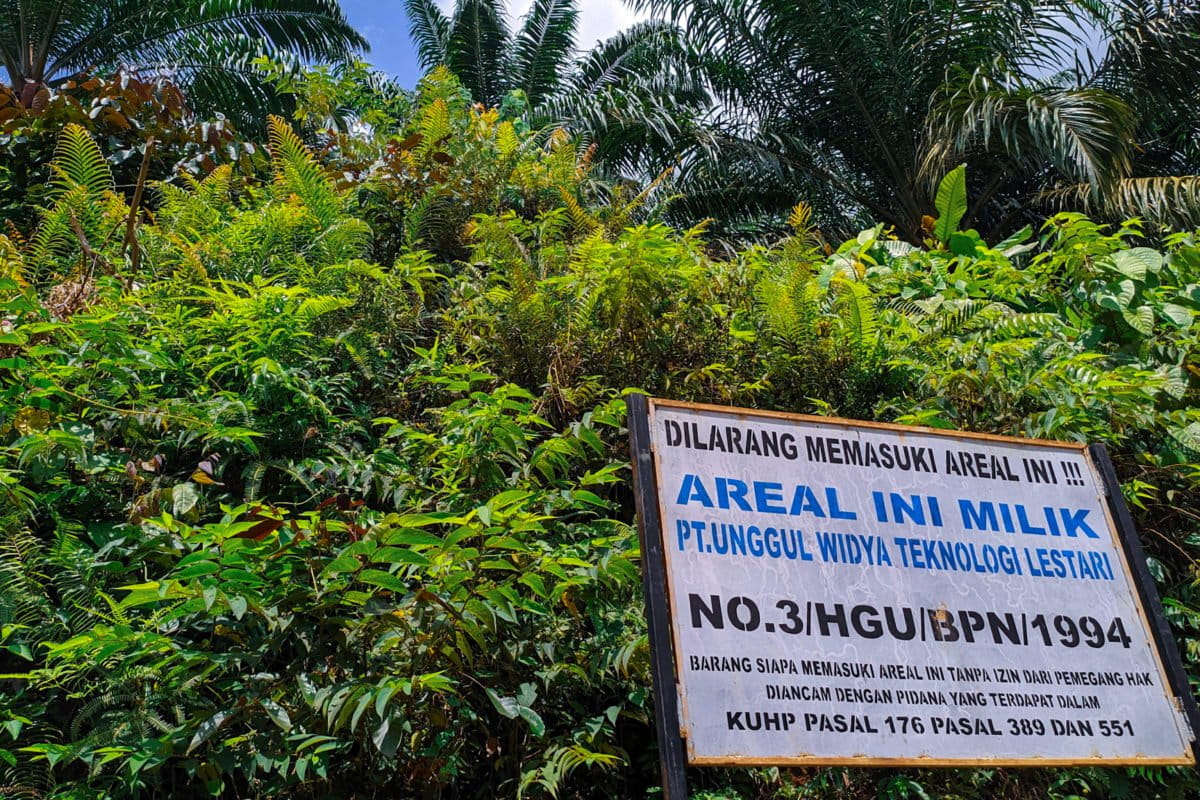 DILARANG MEMASUKI AREAL INI !!!
AREAL INI MILIK
PT.UNGGUL WIDYA TEKNOLOGI LESTARI
NO.3/HGU/BPN/1994
BARANG SIAPA MEMASUKI AREAL INI TANPA IZIN DARI PEMEGANG HAK
DIANCAM DENGAN PIDANA YANG TERDAPAT DALAM
KUHP PASAL 176 PASAL 389 DAN 551